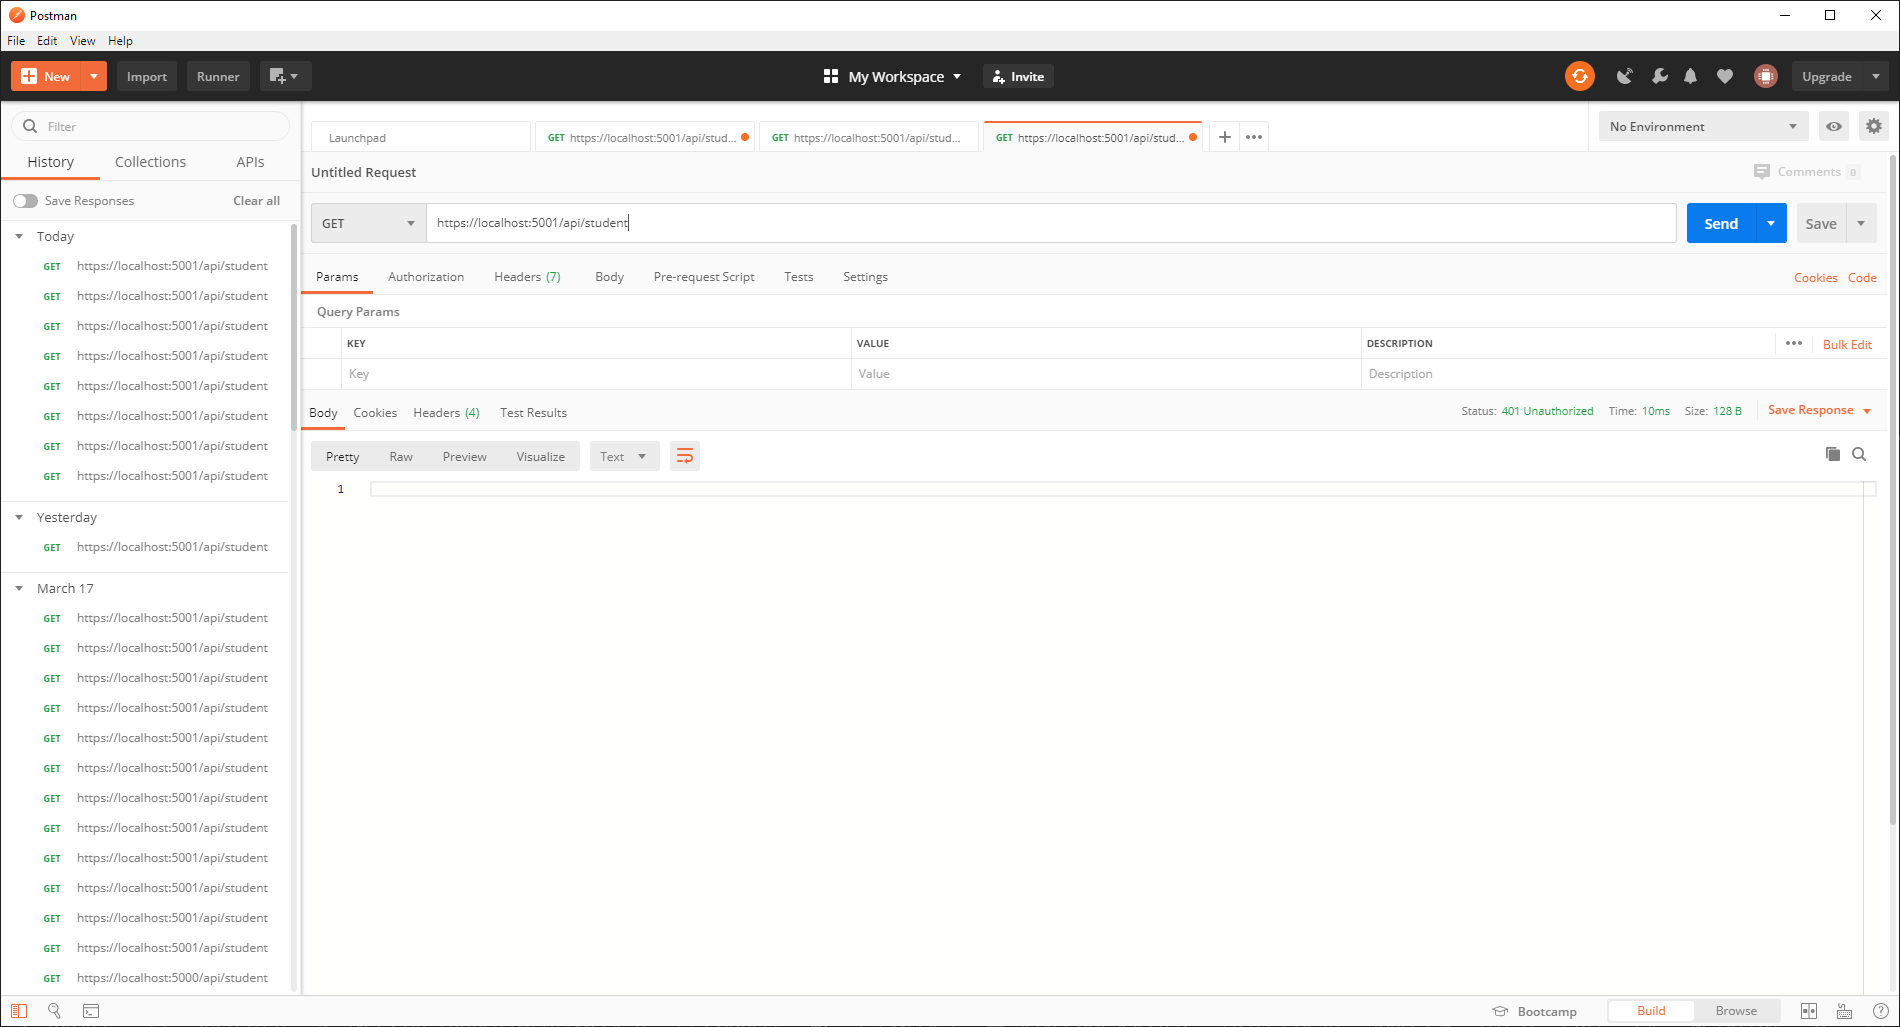 Postman
File Edit View Help
New Import Runner My Workspace Invite Upgrade
Filter
History Collections APIs
Save Responses Clear all
Today
GET https://localhost:5001/api/student
GET https://localhost:5001/api/student
GET https://localhost:5001/api/student
GET https://localhost:5001/api/student
GET https://localhost:5001/api/student
GET https://localhost:5001/api/student
GET https://localhost:5001/api/student
GET https://localhost:5001/api/student
Yesterday
GET https://localhost:5001/api/student
March 17
GET https://localhost:5001/api/student
GET https://localhost:5001/api/student
GET https://localhost:5001/api/student
GET https://localhost:5001/api/student
GET https://localhost:5001/api/student
GET https://localhost:5001/api/student
GET https://localhost:5001/api/student
GET https://localhost:5001/api/student
GET https://localhost:5001/api/student
GET https://localhost:5001/api/student
GET https://localhost:5001/api/student
GET https://localhost:5001/api/student
GET https://localhost:5000/api/student
Launchpad GET https://localhost:5001/api/stud... GET https://localhost:5001/api/stud... GET https://localhost:5001/api/stud... No Environment
Untitled Request Comments 0
GET https://localhost:5001/api/student Send Save
Params Authorization Headers (7) Body Pre-request Script Tests Settings Cookies Code
Query Params
KEY VALUE DESCRIPTION ••• Bulk Edit
Key Value Description
Body Cookies Headers (4) Test Results Status: 401 Unauthorized Time: 10ms Size: 128 B Save Response
Pretty Raw Preview Visualize Text
1
Bootcamp Build Browse